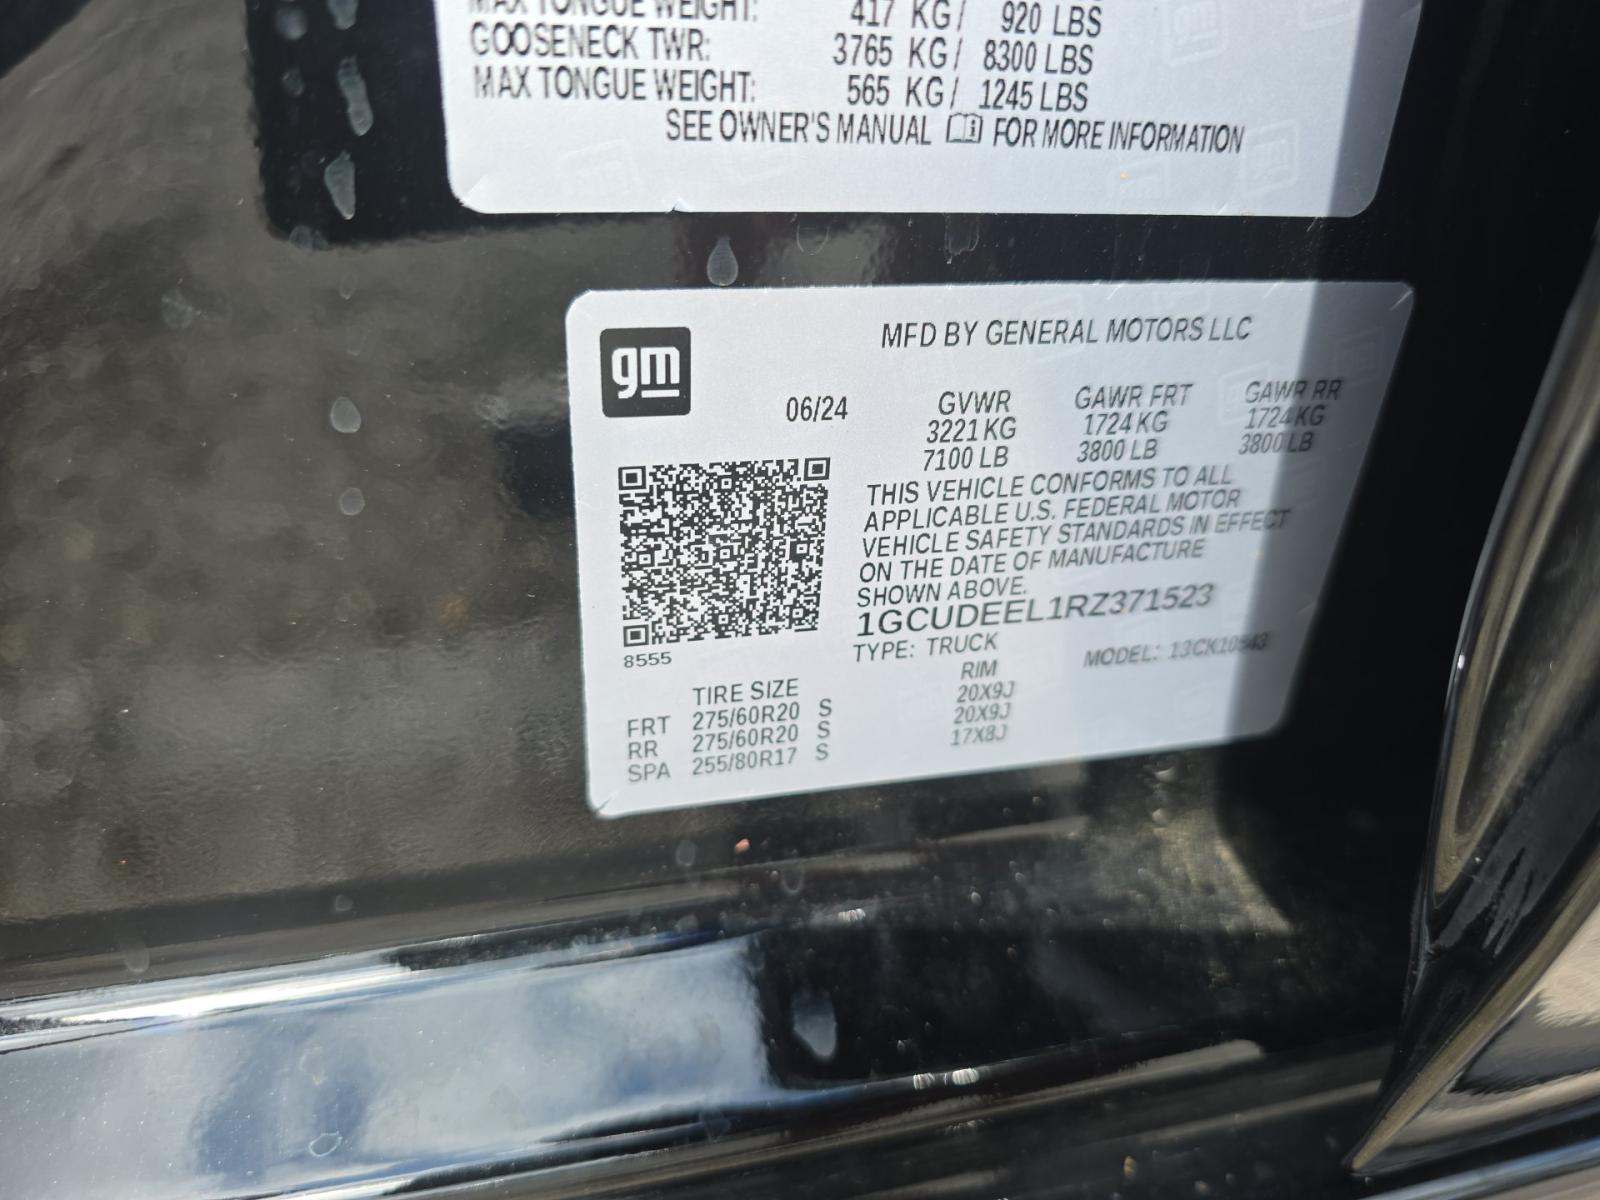 MAX TONGUE WEIGHT: 417 KG/ 920 LBS
GOOSENECK TWR: 3765 KG/ 8300 LBS
MAX TONGUE WEIGHT: 565 KG/ 1245 LBS
SEE OWNER'S MANUAL FOR MORE INFORMATION
gm
MFD BY GENERAL MOTORS LLC
06/24 GVWR GAWR FRT GAWR RR
3221 KG 1724 KG 1724 KG
7100 LB 3800 LB 3800 LB
THIS VEHICLE CONFORMS TO ALL
APPLICABLE U.S. FEDERAL MOTOR
VEHICLE SAFETY STANDARDS IN EFFECT
ON THE DATE OF MANUFACTURE
SHOWN ABOVE.
1GCUDEEL1RZ371523
8555
TYPE: TRUCK MODEL: 13CK10543
TIRE SIZE RIM
FRT 275/60R20 S 20X9J
RR 275/60R20 S 20X9J
SPA 255/80R17 S 17X8J